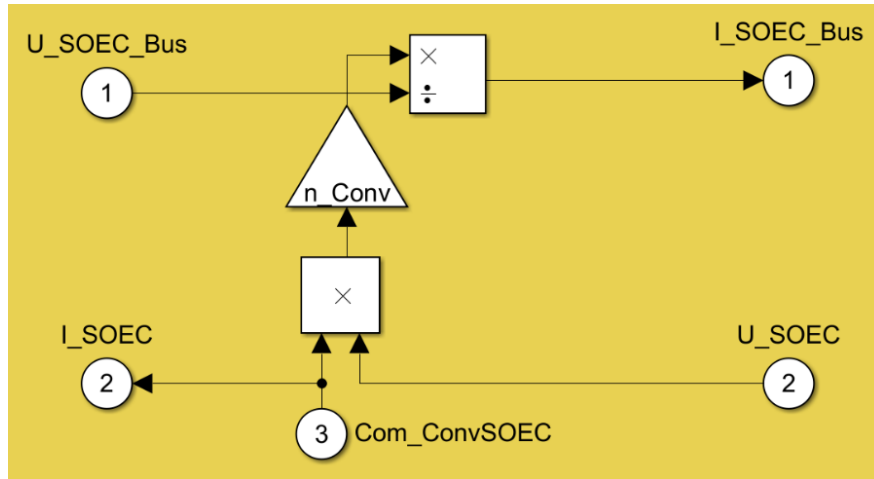 U_SOEC_Bus
I_SOEC_Bus
1
×
÷
1
n_Conv
×
I_SOEC
U_SOEC
2
2
3
Com_ConvSOEC